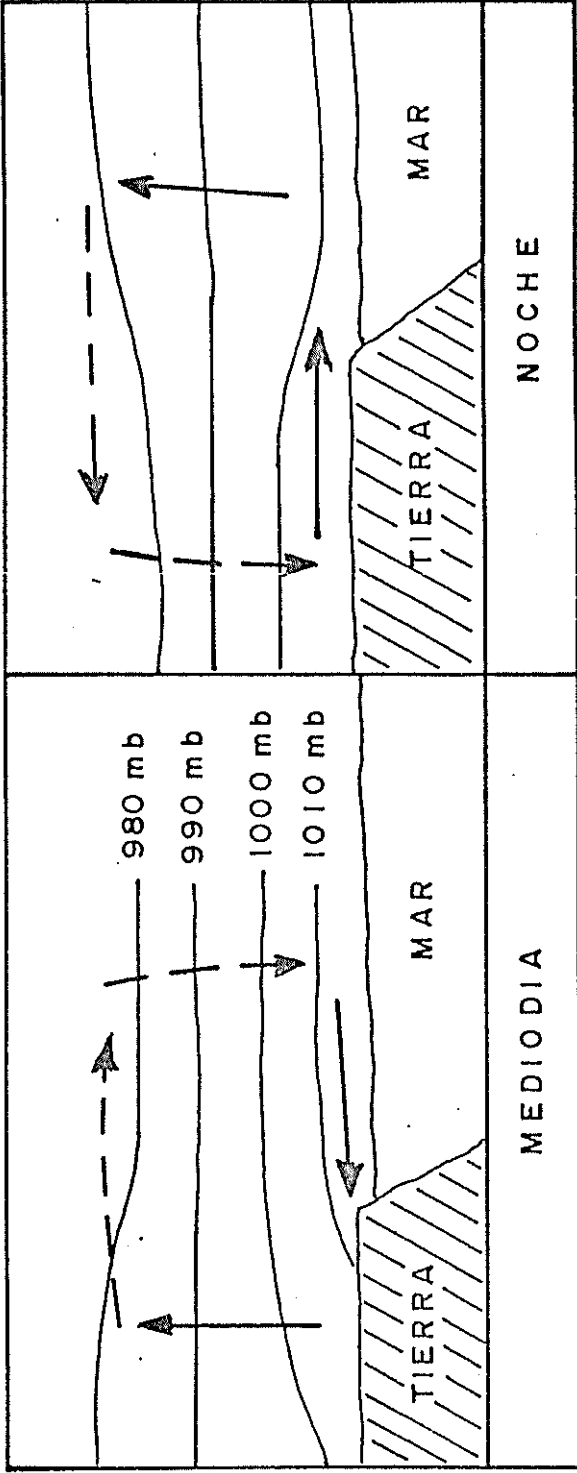 980 mb
990 mb
1000 mb
1010 mb
TIERRA
MAR
MEDIODIA
TIERRA
MAR
NOCHE